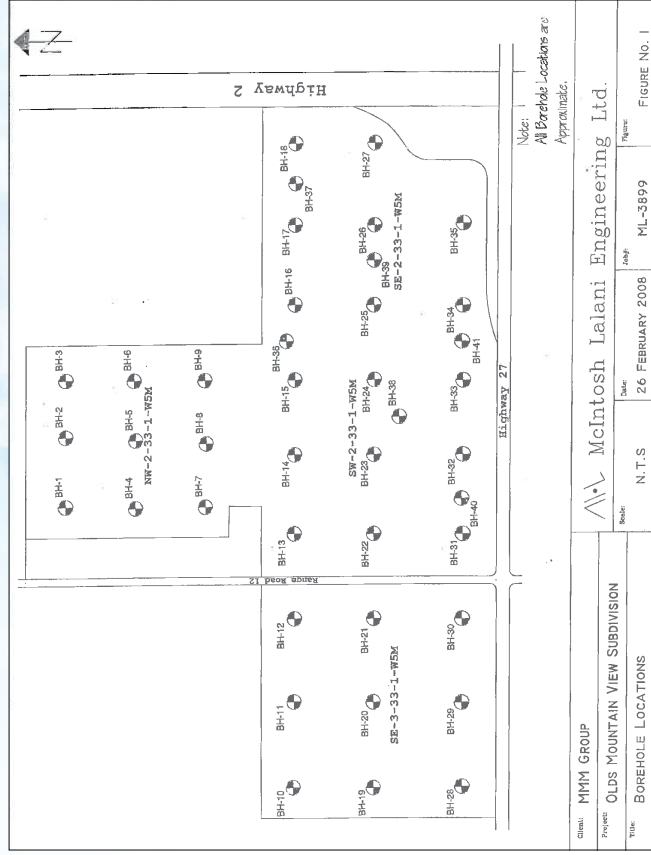 N
Highway 2
BH-1
BH-2
BH-3
BH-4
BH-5
BH-6
NW-2-33-1-W5M
BH-7
BH-8
BH-9
Range Road 12
BH-10
BH-11
BH-12
BH-13
BH-14
BH-15
BH-36
BH-16
BH-17
BH-37
BH-18
BH-19
BH-20
BH-21
SE-3-33-1-W5M
BH-22
BH-23
SW-2-33-1-W5M
BH-24
BH-38
BH-25
BH-39
BH-26
SE-2-33-1-W5M
BH-27
BH-28
BH-29
BH-30
BH-31
BH-40
BH-32
BH-33
BH-41
BH-34
BH-35
Highway 27
Note:
All Borehole Locations are
Approximate.
Client: MMM GROUP
Project: OLDS MOUNTAIN VIEW SUBDIVISION
Title: BOREHOLE LOCATIONS
McIntosh Lalani Engineering Ltd.
Scale: N.T.S
Date: 26 FEBRUARY 2008
Job#: ML-3899
Figure: FIGURE NO. 1